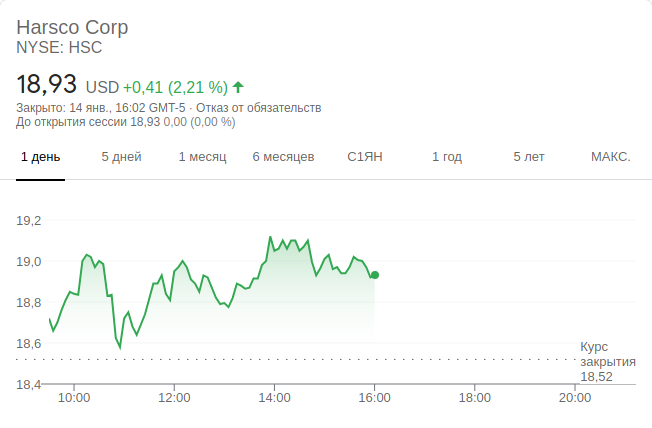 Harsco Corp
NYSE: HSC
18,93 USD +0,41 (2,21 %)
Закрыто: 14 янв., 16:02 GMT-5 · Отказ от обязательств
До открытия сессии 18,93 0,00 (0,00 %)
1 день 5 дней 1 месяц 6 месяцев С1ЯН 1 год 5 лет МАКС.
19,2
19,0
18,8
18,6
18,4
Курс
закрытия
18,52
10:00 12:00 14:00 16:00 18:00 20:00